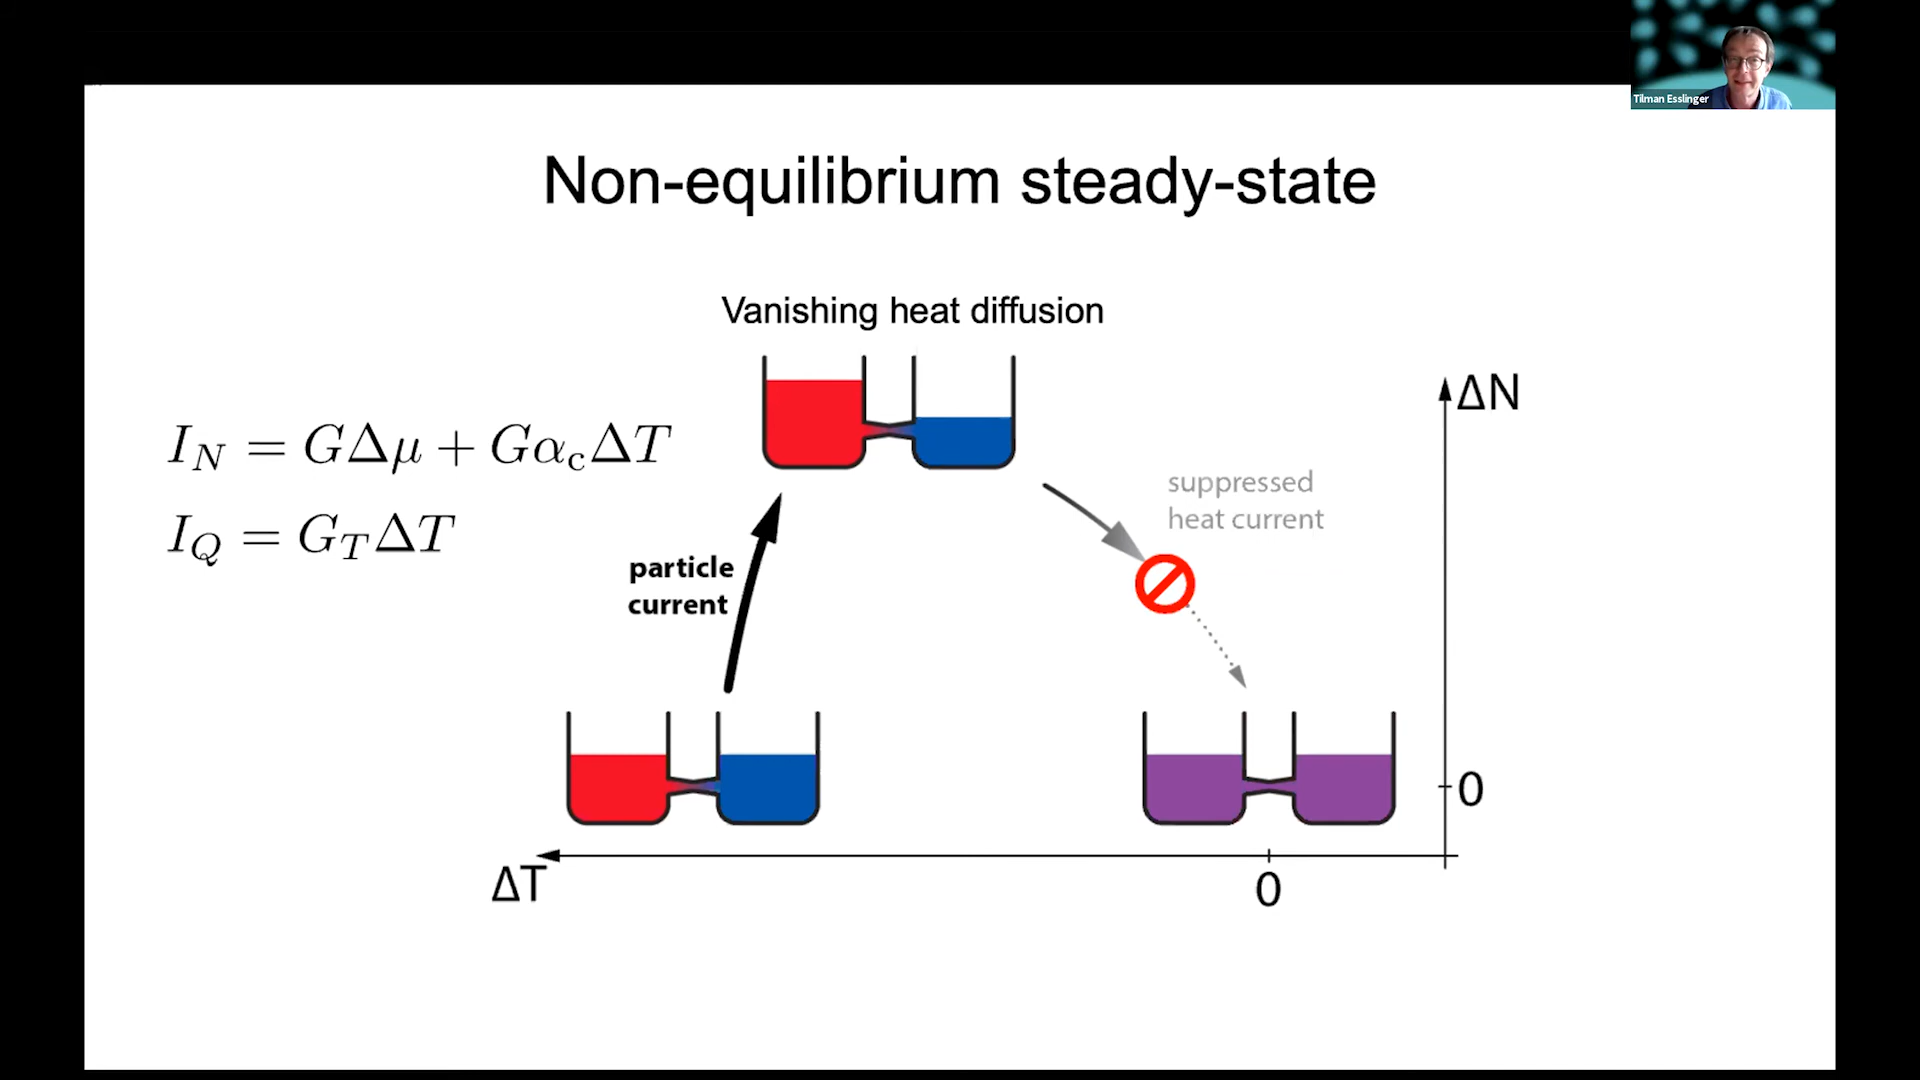 Tilman Esslinger
Non-equilibrium steady-state
Vanishing heat diffusion
I_N = GΔμ + Gα_cΔT
I_Q = G_TΔT
particle
current
suppressed
heat current
ΔN
0
ΔT
0